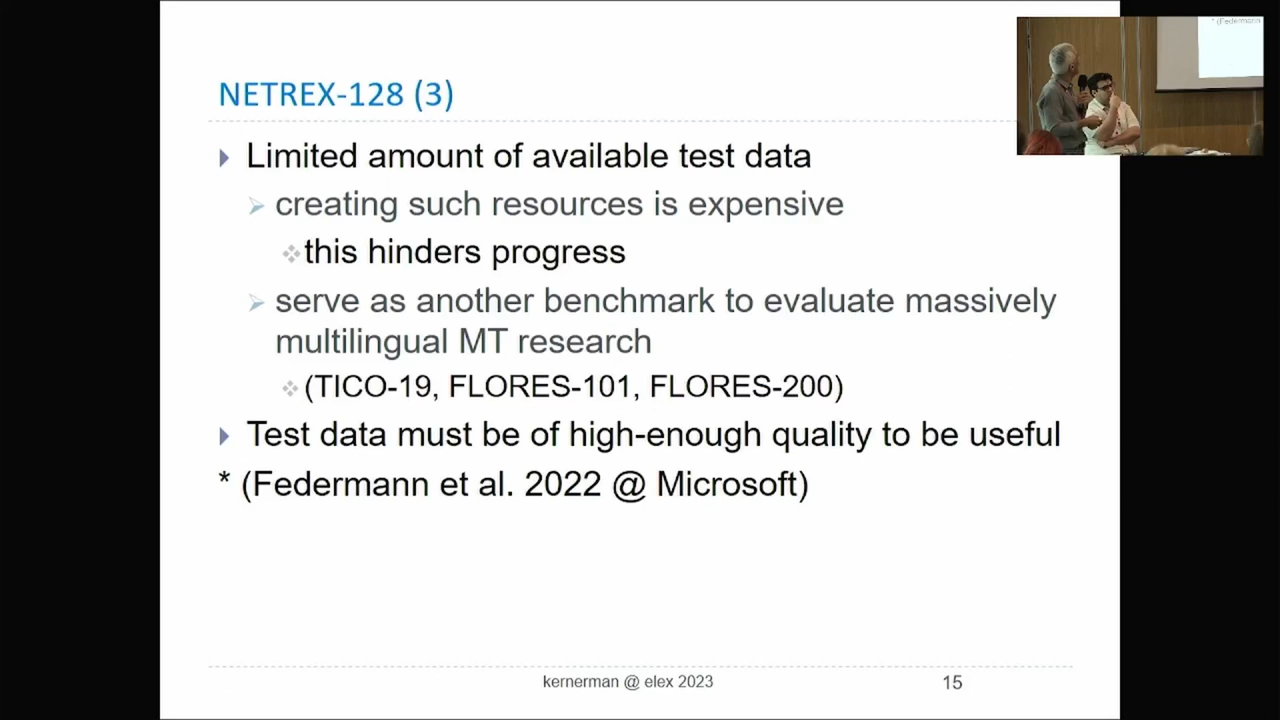 NETREX-128 (3)
Limited amount of available test data
creating such resources is expensive
this hinders progress
serve as another benchmark to evaluate massively
multilingual MT research
(TICO-19, FLORES-101, FLORES-200)
Test data must be of high-enough quality to be useful
* (Federmann et al. 2022 @ Microsoft)
kernerman @ elex 2023
15
* (Federmann